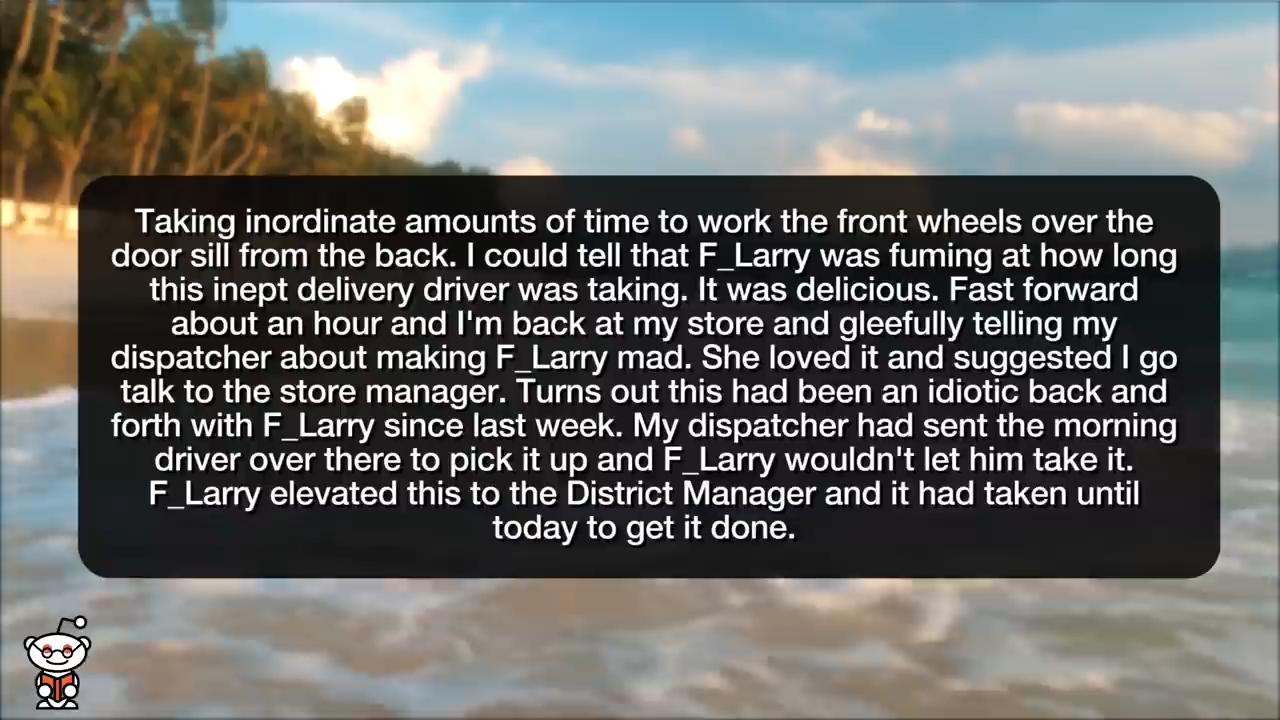 Taking inordinate amounts of time to work the front wheels over the
door sill from the back. I could tell that F_Larry was fuming at how long
this inept delivery driver was taking. It was delicious. Fast forward
about an hour and I'm back at my store and gleefully telling my
dispatcher about making F_Larry mad. She loved it and suggested I go
talk to the store manager. Turns out this had been an idiotic back and
forth with F_Larry since last week. My dispatcher had sent the morning
driver over there to pick it up and F_Larry wouldn't let him take it.
F_Larry elevated this to the District Manager and it had taken until
today to get it done.